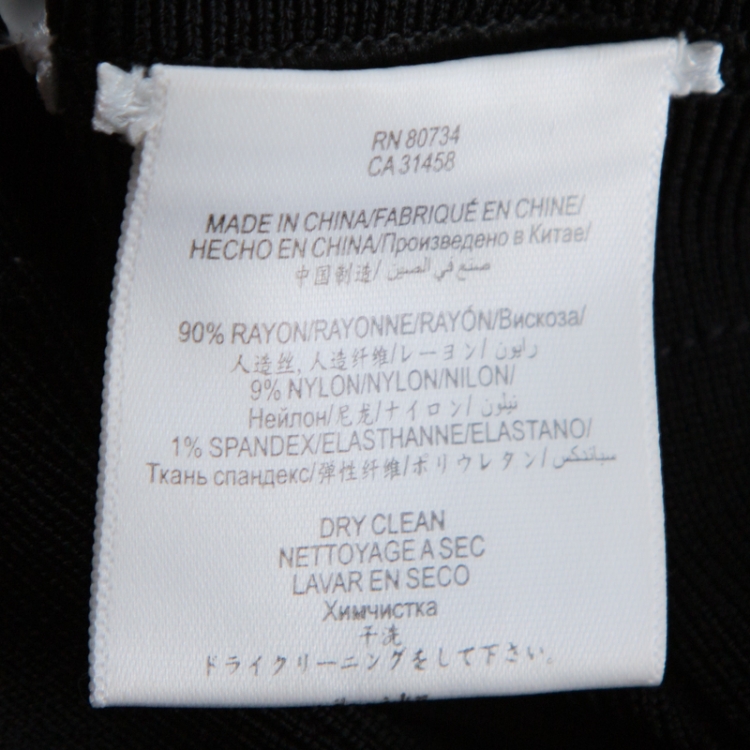 RN 80734
CA 31458
MADE IN CHINA/FABRIQUÉ EN CHINE/
HECHO EN CHINA/Произведено в Китае/
中国制造/ صنع في الصين
90% RAYON/RAYONNE/RAYÓN/Вискоза/
人造丝, 人造纤维/レーヨン/ رايون
9% NYLON/NYLON/NILON/
Нейлон/尼龙/ナイロン/ نيلون
1% SPANDEX/ELASTHANNE/ELASTANO/
Ткань спандекс/弹性纤维/ポリウレタン/ سباندكس
DRY CLEAN
NETTOYAGE A SEC
LAVAR EN SECO
Химчистка
干洗
ドライクリーニングをして下さい。